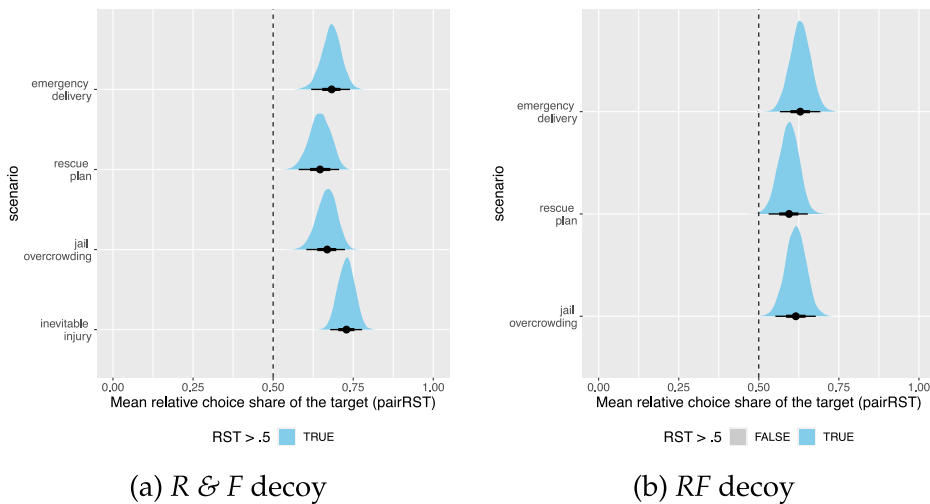 scenario
emergency
delivery
rescue
plan
jail
overcrowding
inevitable
injury
0.00 0.25 0.50 0.75 1.00
Mean relative choice share of the target (pairRST)
RST > .5 TRUE
(a) R & F decoy
scenario
emergency
delivery
rescue
plan
jail
overcrowding
0.00 0.25 0.50 0.75 1.00
Mean relative choice share of the target (pairRST)
RST > .5 FALSE TRUE
(b) RF decoy